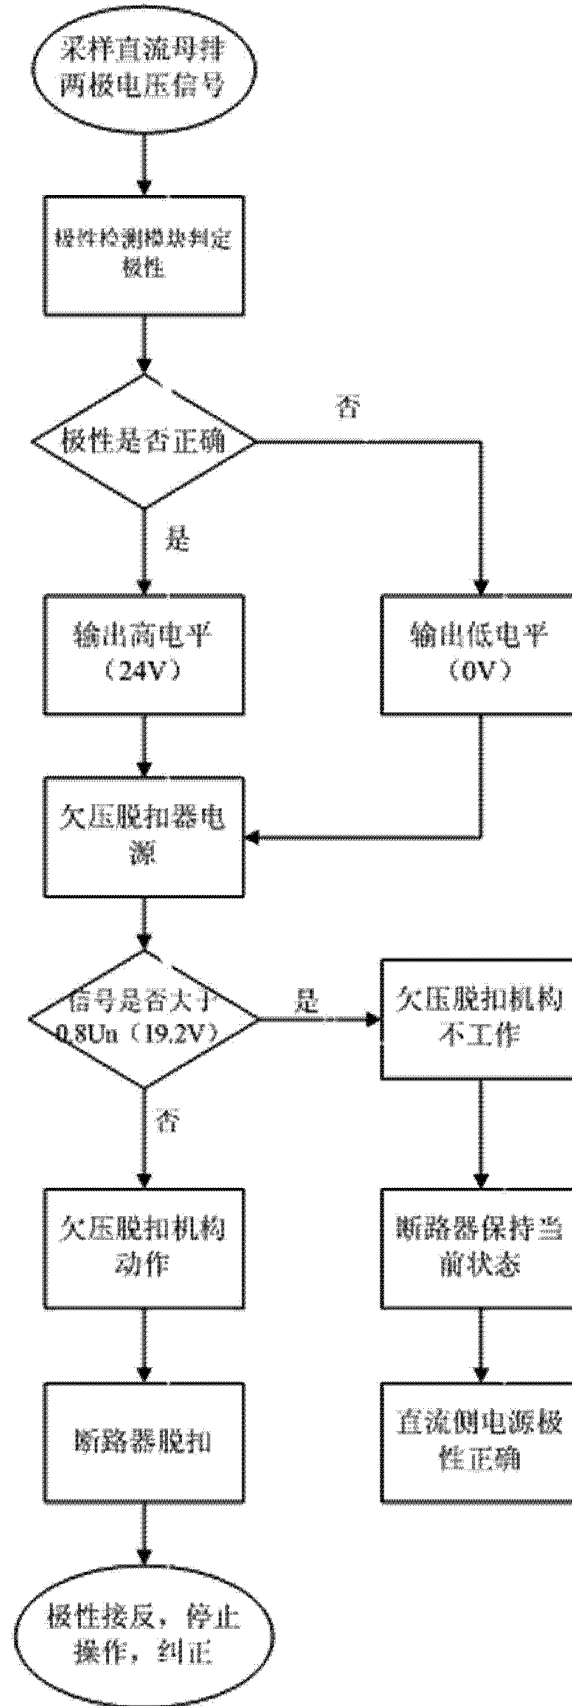 采样直流母排
两极电压信号
极性检测模块判定
极性
极性是否正确
否
是
输出高电平
（24V）
输出低电平
（0V）
欠压脱扣器电
源
信号是否大于
0.8Un（19.2V）
是
欠压脱扣机构
不工作
否
欠压脱扣机构
动作
断路器保持当
前状态
断路器脱扣
直流侧电源极
性正确
极性接反，停止
操作，纠正